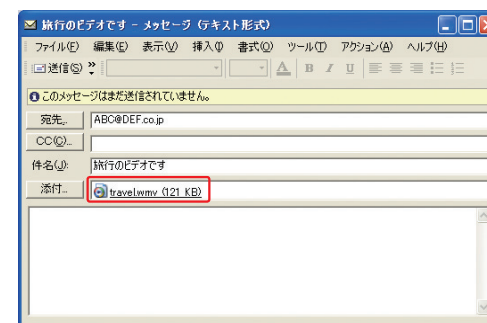 旅行のビデオです - メッセージ (テキスト形式)
ファイル(F) 編集(E) 表示(V) 挿入(I) 書式(O) ツール(T) アクション(A) ヘルプ(H)
送信(S) A B I U
このメッセージはまだ送信されていません。
宛先... ABC@DEF.co.jp
CC(C)...
件名(J): 旅行のビデオです
添付... travel.wmv (121 KB)